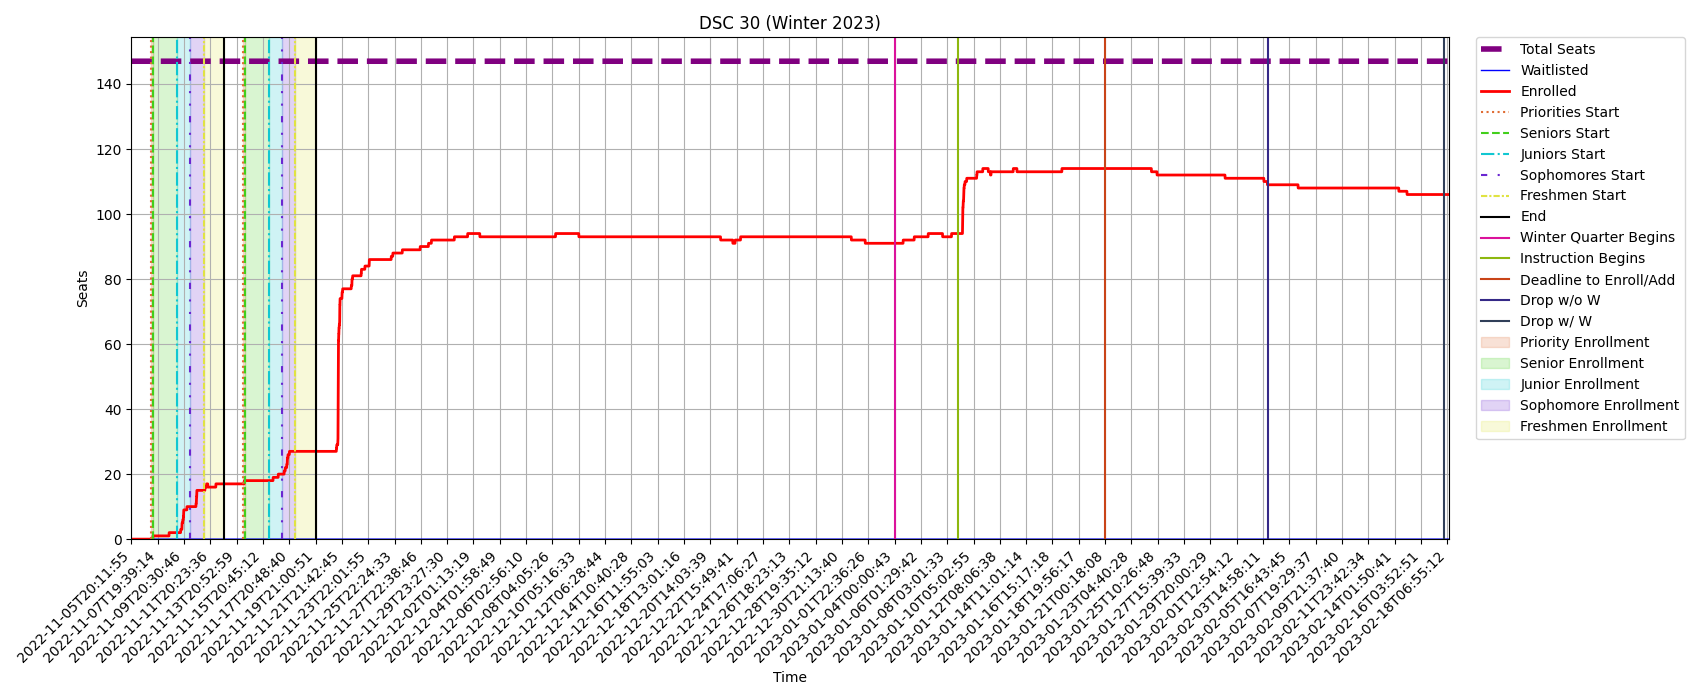 DSC 30 (Winter 2023)
Seats
140
120
100
80
60
40
20
0
2022-11-05T20:11:55
2022-11-07T19:39:14
2022-11-09T20:30:46
2022-11-11T20:23:36
2022-11-13T20:52:59
2022-11-15T20:45:12
2022-11-17T20:48:40
2022-11-19T21:00:51
2022-11-21T21:42:45
2022-11-23T22:01:55
2022-11-25T22:24:33
2022-11-27T22:38:46
2022-11-29T23:27:30
2022-12-02T01:13:19
2022-12-04T01:58:49
2022-12-06T02:56:10
2022-12-08T04:05:26
2022-12-10T05:16:33
2022-12-12T06:28:44
2022-12-14T10:40:28
2022-12-16T11:55:03
2022-12-18T13:01:16
2022-12-20T14:03:39
2022-12-22T15:49:41
2022-12-24T17:06:27
2022-12-26T18:23:13
2022-12-28T19:35:12
2022-12-30T21:13:40
2023-01-01T22:36:26
2023-01-04T00:00:43
2023-01-06T01:29:42
2023-01-08T03:01:33
2023-01-10T05:02:55
2023-01-12T08:06:38
2023-01-14T11:01:14
2023-01-16T15:17:18
2023-01-18T19:56:17
2023-01-21T00:18:08
2023-01-23T04:40:28
2023-01-25T10:26:48
2023-01-27T15:39:33
2023-01-29T20:00:29
2023-02-01T12:54:12
2023-02-03T14:58:11
2023-02-05T16:43:45
2023-02-07T19:29:37
2023-02-09T21:37:40
2023-02-11T23:42:34
2023-02-14T01:50:41
2023-02-16T03:52:51
2023-02-18T06:55:12
Time
Total Seats
Waitlisted
Enrolled
Priorities Start
Seniors Start
Juniors Start
Sophomores Start
Freshmen Start
End
Winter Quarter Begins
Instruction Begins
Deadline to Enroll/Add
Drop w/o W
Drop w/ W
Priority Enrollment
Senior Enrollment
Junior Enrollment
Sophomore Enrollment
Freshmen Enrollment